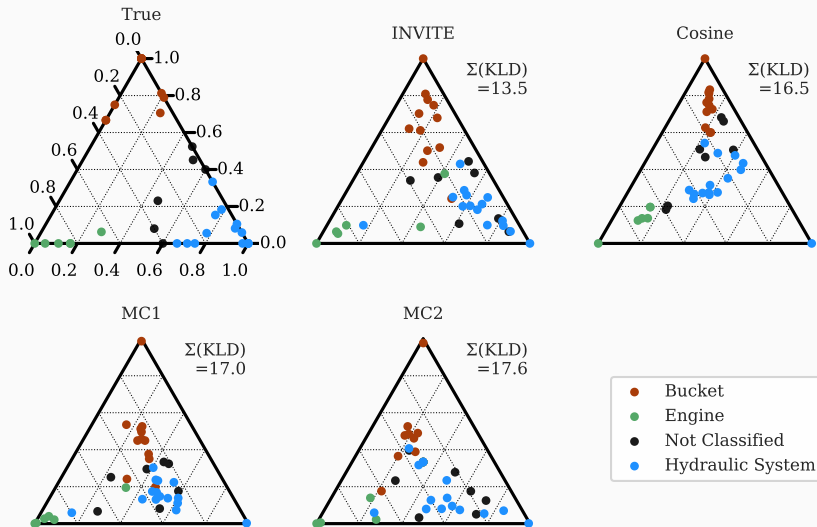 True
INVITE
Cosine
Σ(KLD)
=13.5
Σ(KLD)
=16.5
0.0
0.2
0.4
0.6
0.8
1.0
1.0
0.8
0.6
0.4
0.2
0.0
0.0 0.2 0.4 0.6 0.8 1.0
MC1
MC2
Σ(KLD)
=17.0
Σ(KLD)
=17.6
Bucket
Engine
Not Classified
Hydraulic System